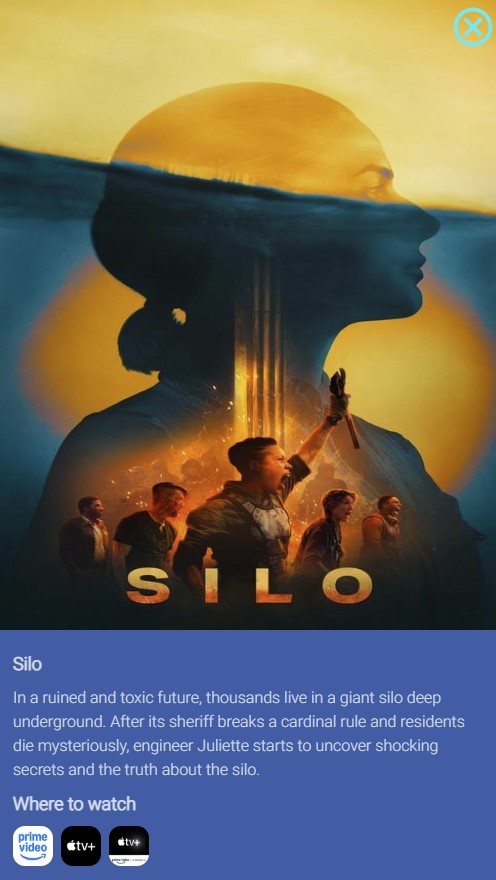 SILO
Silo
In a ruined and toxic future, thousands live in a giant silo deep
underground. After its sheriff breaks a cardinal rule and residents
die mysteriously, engineer Juliette starts to uncover shocking
secrets and the truth about the silo.
Where to watch
prime video
tv+
tv+
prime video